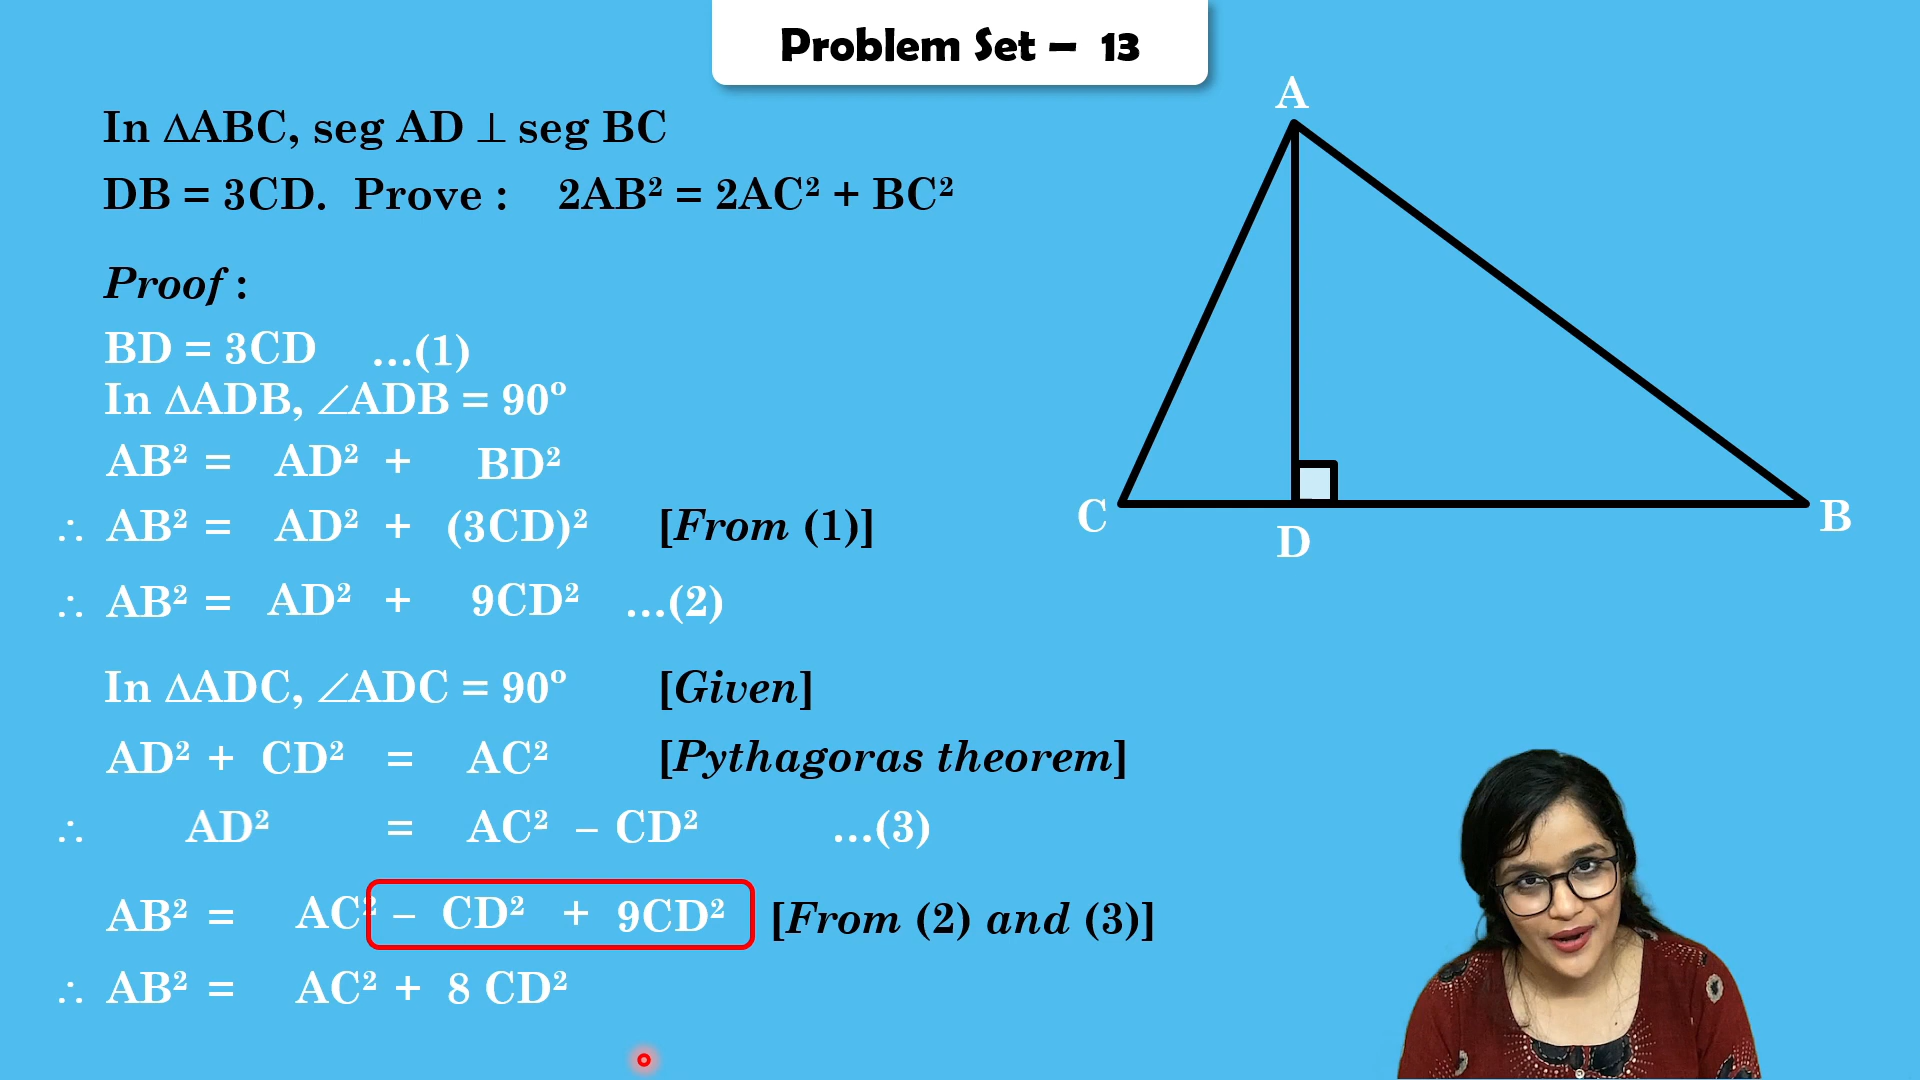 Problem Set – 13
In ∆ABC, seg AD ⊥ seg BC
DB = 3CD. Prove : 2AB² = 2AC² + BC²
Proof :
BD = 3CD ...(1)
In ∆ADB, ∠ADB = 90º
AB² = AD² + BD²
∴ AB² = AD² + (3CD)² [From (1)]
∴ AB² = AD² + 9CD² ...(2)
In ∆ADC, ∠ADC = 90º [Given]
AD² + CD² = AC² [Pythagoras theorem]
∴ AD² = AC² – CD² ...(3)
AB² = AC² – CD² + 9CD² [From (2) and (3)]
∴ AB² = AC² + 8 CD²
A
C
D
B